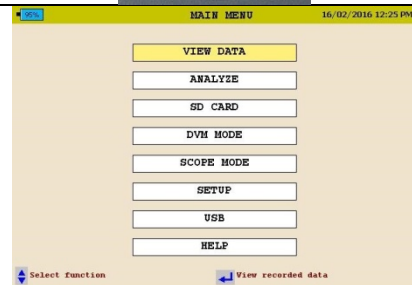 95% MAIN MENU 16/02/2016 12:25 PM
VIEW DATA
ANALYZE
SD CARD
DVM MODE
SCOPE MODE
SETUP
USB
HELP
Select function View recorded data